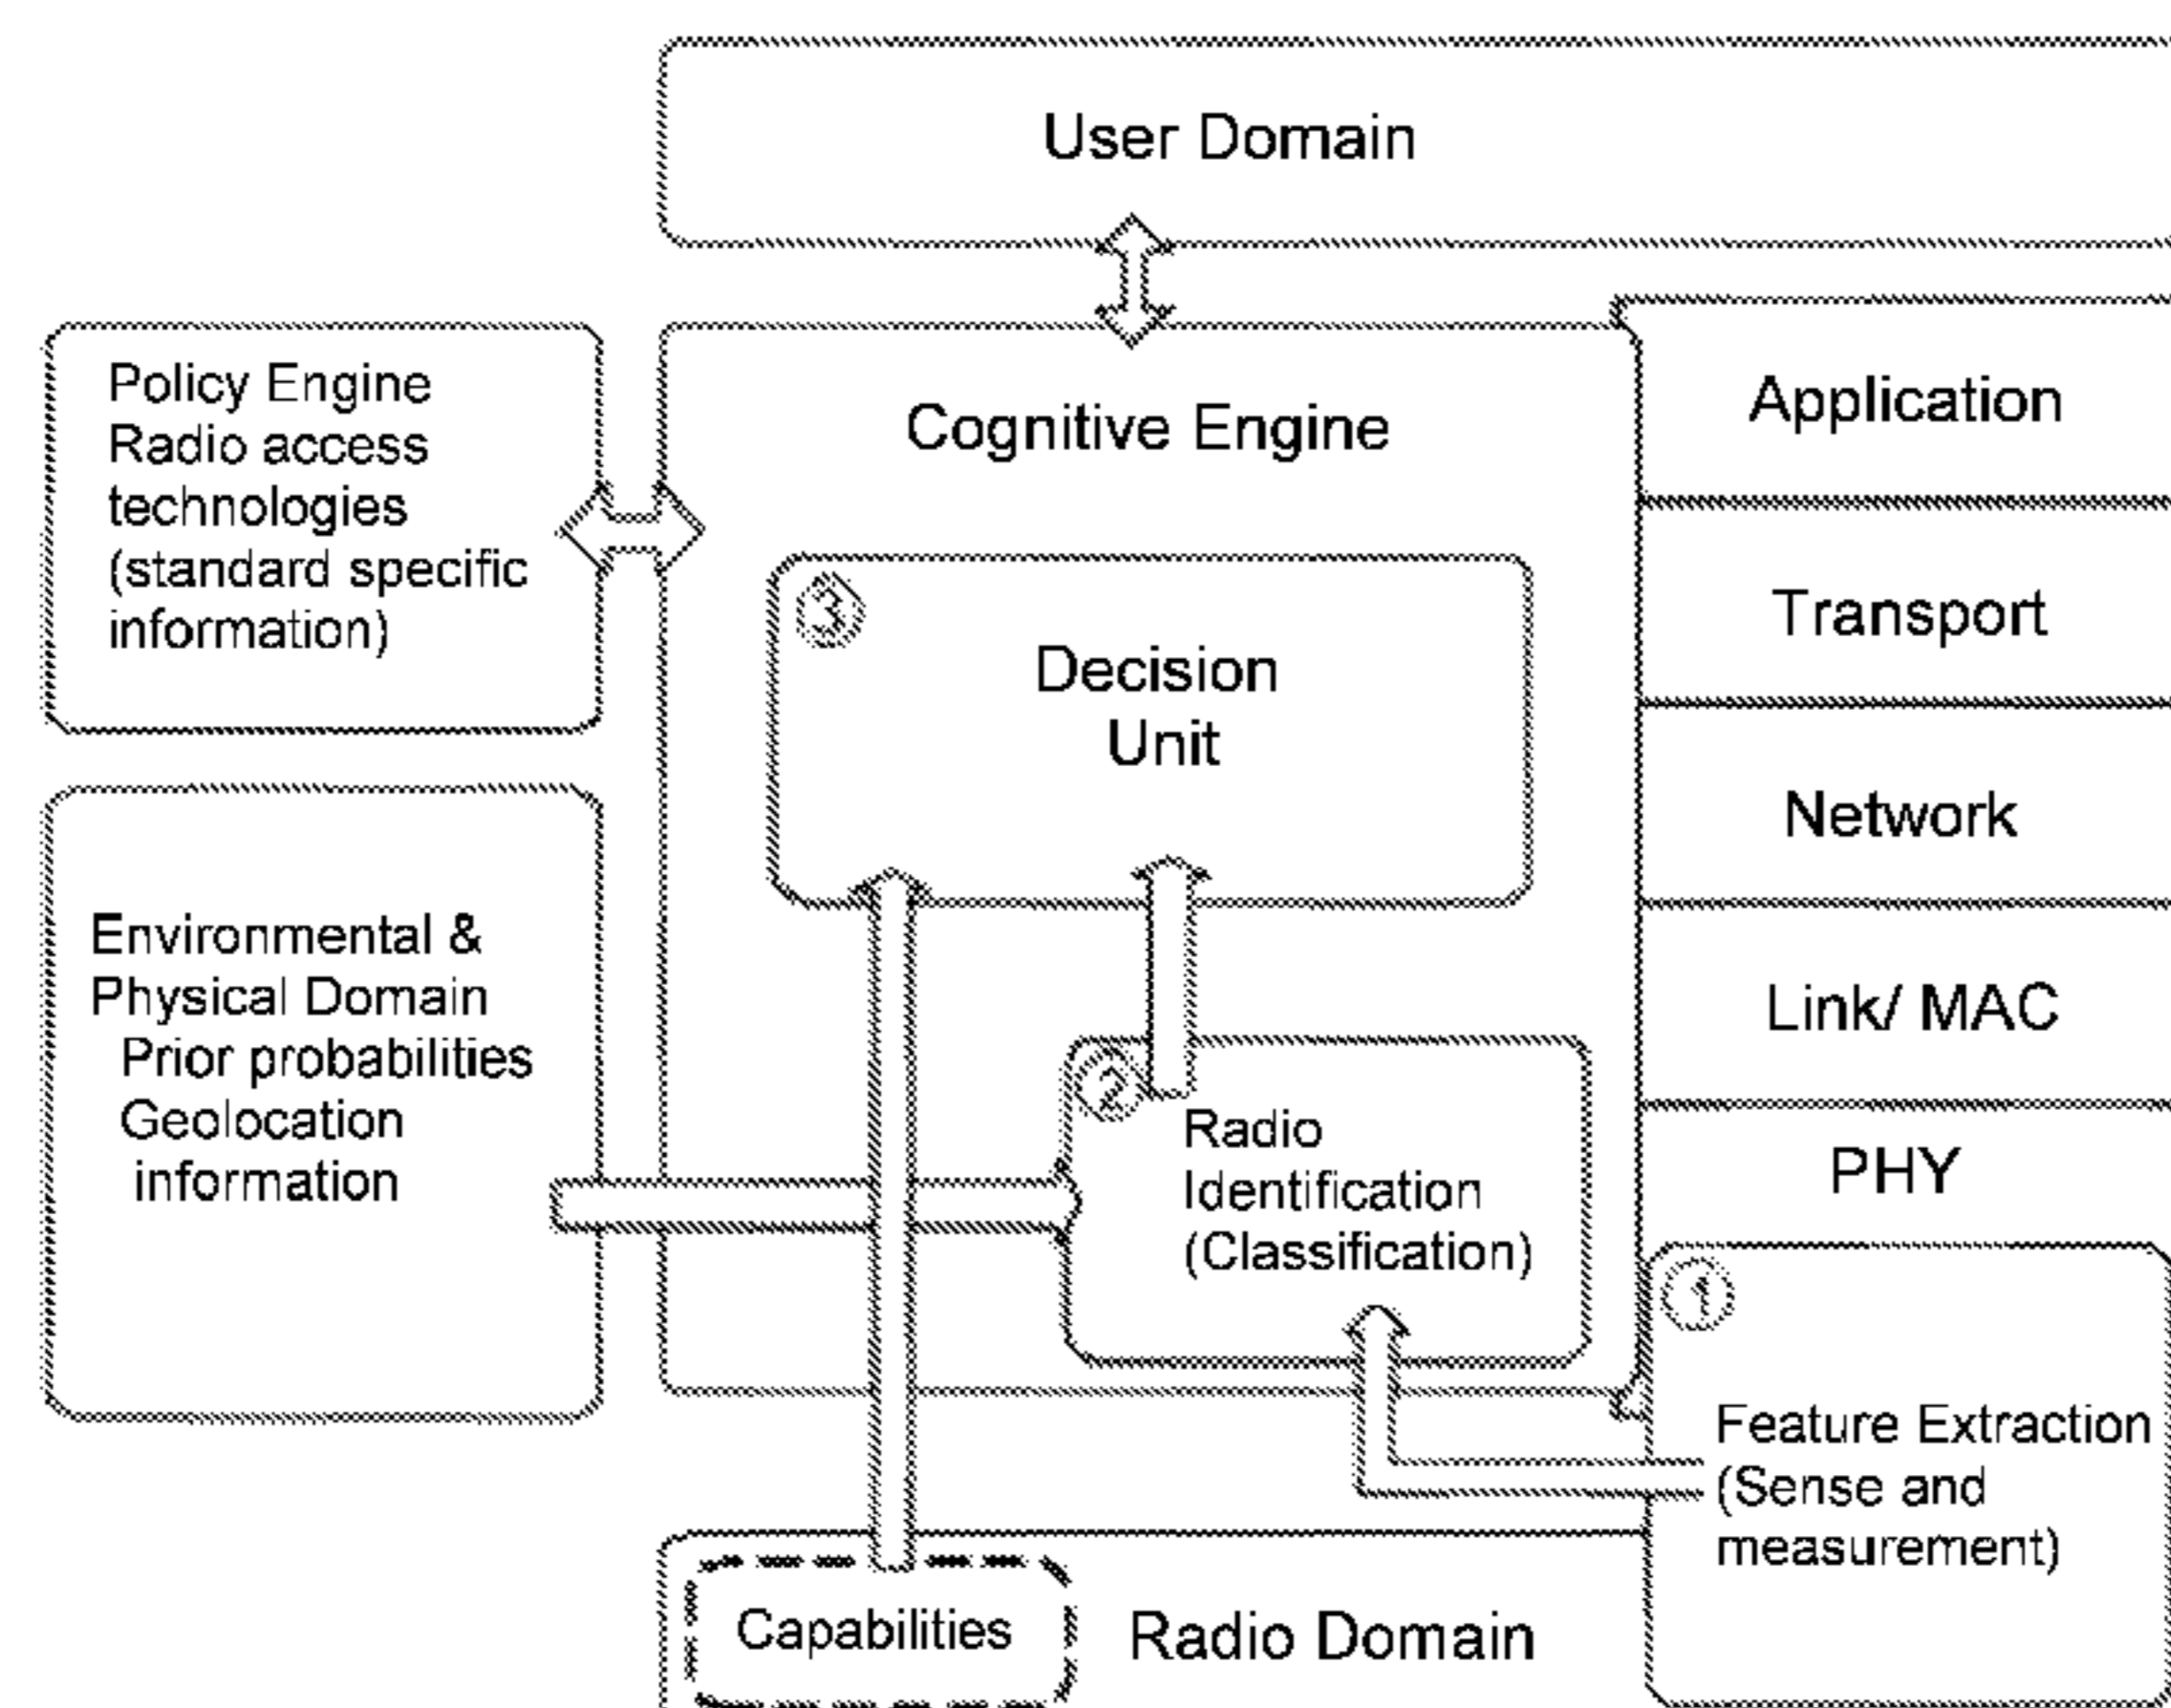 User Domain
Policy Engine
Radio access
technologies
(standard specific
information)
Cognitive Engine
3
Decision
Unit
Application
Transport
Network
Link/ MAC
PHY
Environmental &
Physical Domain
Prior probabilities
Geolocation
information
2
Radio
Identification
(Classification)
1
Feature Extraction
(Sense and
measurement)
Capabilities
Radio Domain